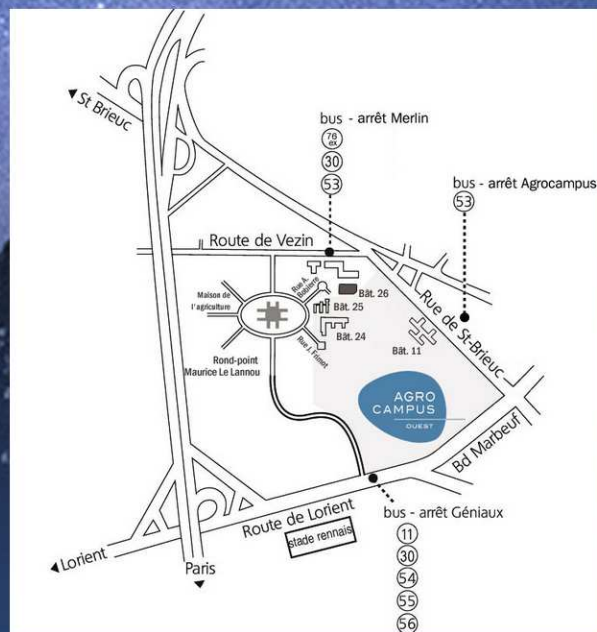 St Brieuc
bus - arrêt Merlin
76 ex
30
53
bus - arrêt Agrocampus
53
Route de Vezin
Rue A. Bobierre
Bât. 26
Maison de
l'agriculture
Bât. 25
Bât. 24
Rue J. Frimot
Bât. 11
Rue de St-Brieuc
Rond-point
Maurice Le Lannou
AGRO
CAMPUS
OUEST
Bd Marbeuf
Route de Lorient
stade rennais
bus - arrêt Géniaux
11
30
54
55
56
Lorient
Paris